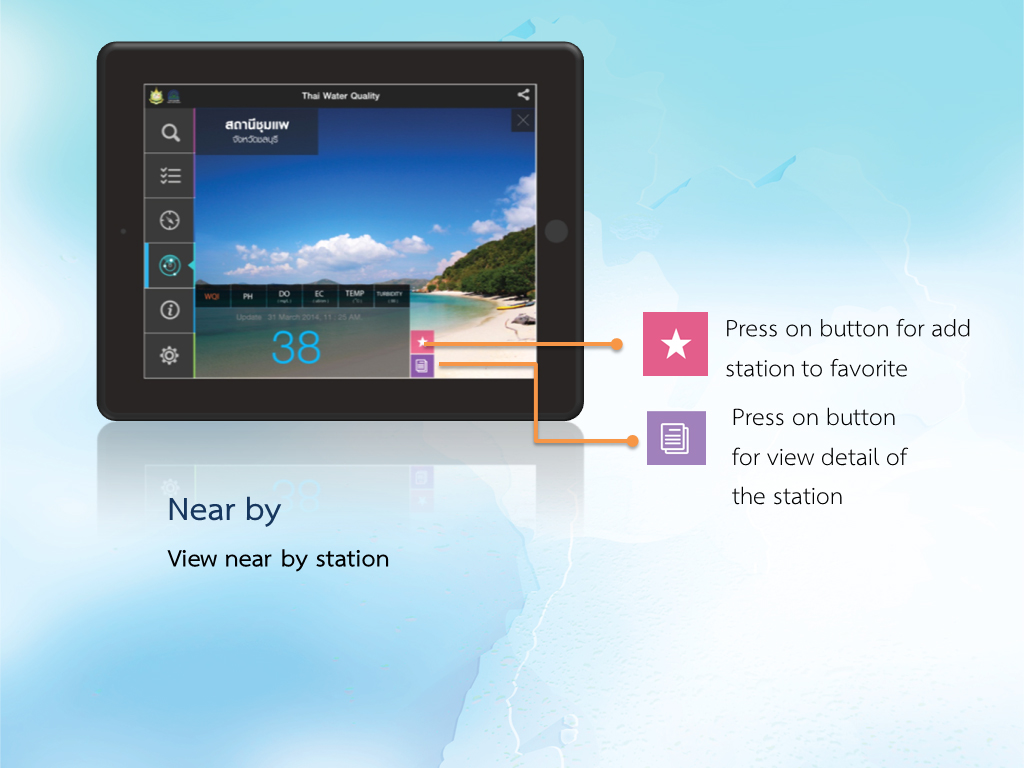 Thai Water Quality
สถานีชุมแพ
จังหวัดชลบุรี
WQI PH DO EC TEMP TURBIDITY
Update 31 March 2014, 11 : 25 AM.
38
Press on button for add
station to favorite
Press on button
for view detail of
the station
Near by
View near by station